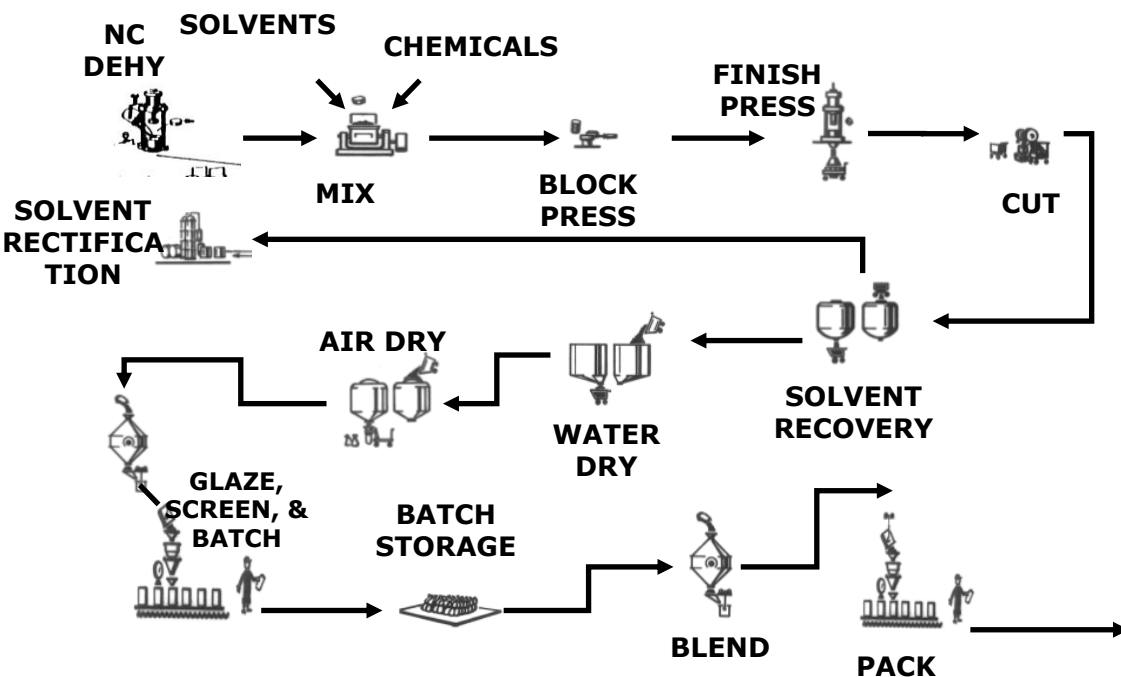 NC
DEHY
SOLVENTS
CHEMICALS
FINISH
PRESS
MIX
BLOCK
PRESS
CUT
SOLVENT
RECTIFICA
TION
AIR DRY
SOLVENT
RECOVERY
WATER
DRY
GLAZE,
SCREEN, &
BATCH
BATCH
STORAGE
BLEND
PACK